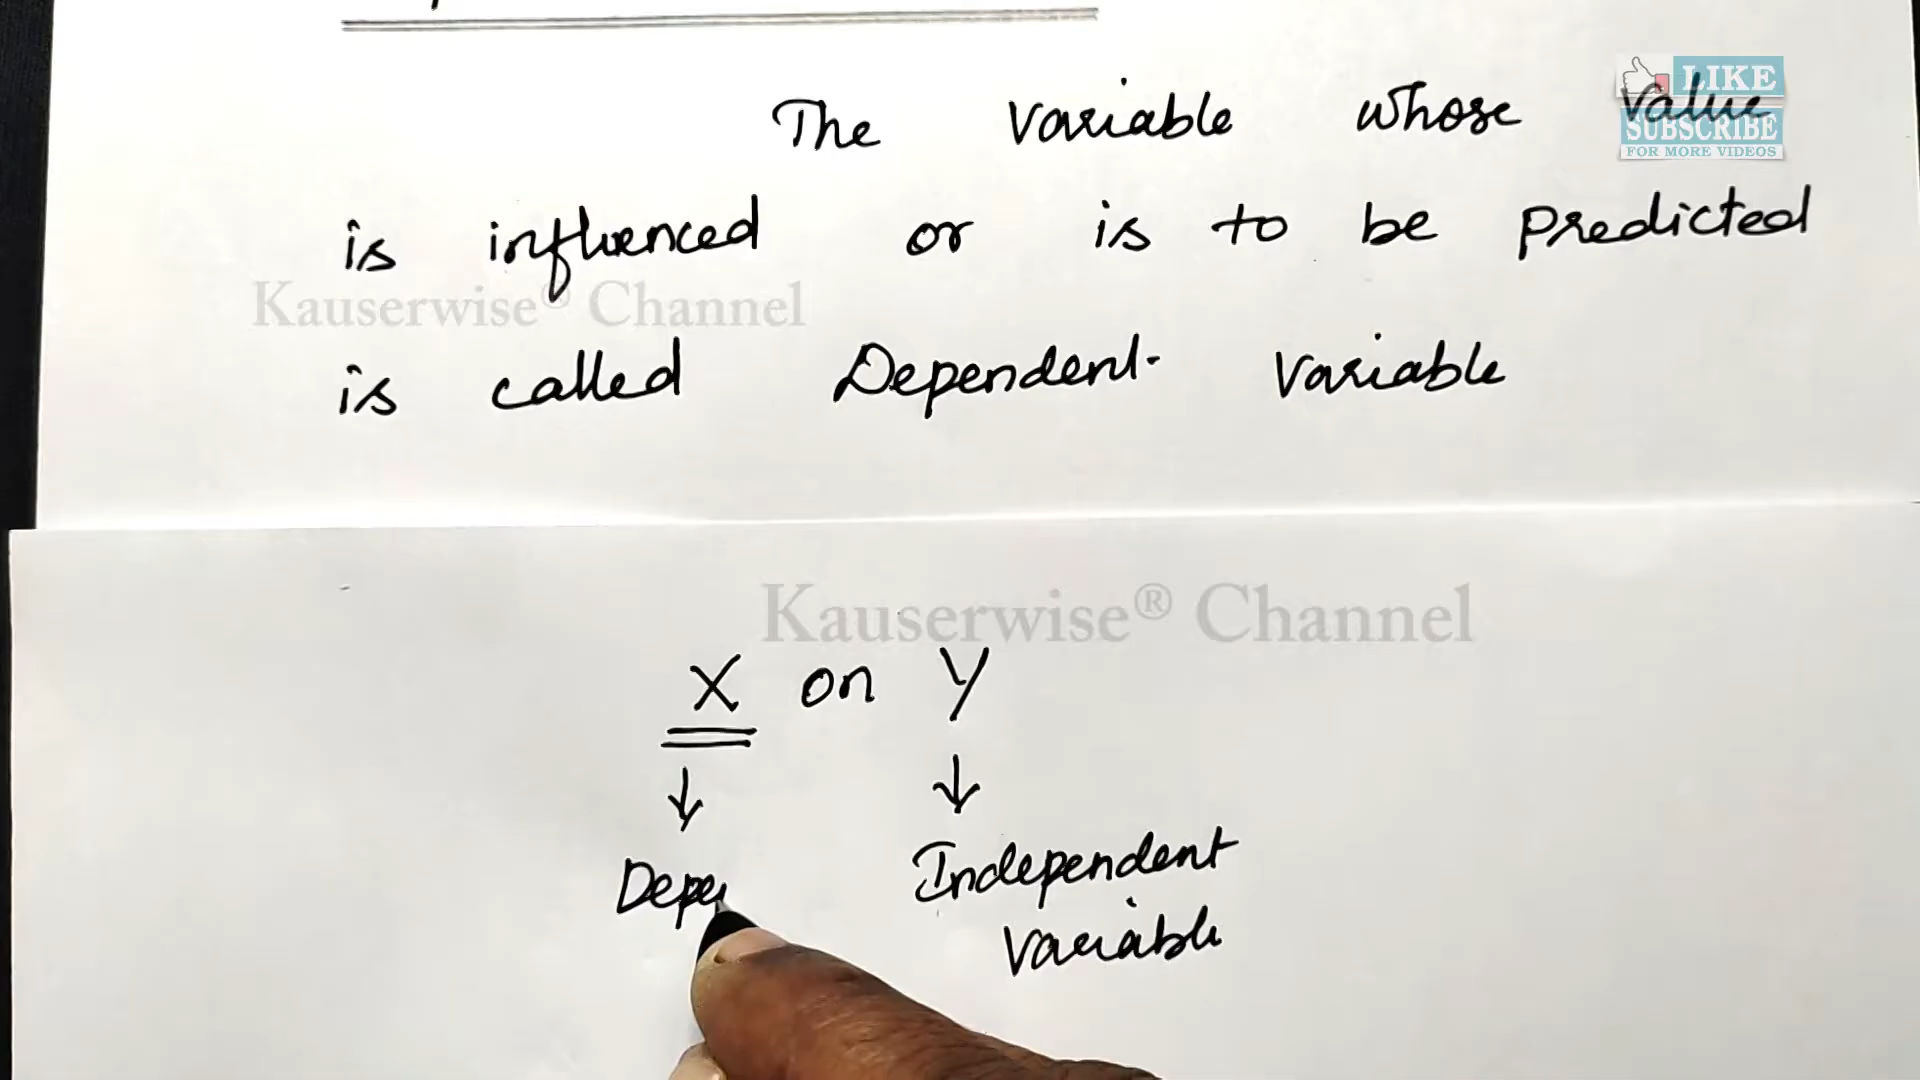 LIKE
SUBSCRIBE
FOR MORE VIDEOS
The Variable whose Value
is influenced or is to be predicted
Kauserwise® Channel
is called Dependent Variable
Kauserwise® Channel
X on Y
Independent
Depe
Variable